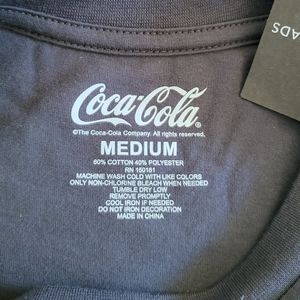 ADS
Coca-Cola
©The Coca-Cola Company. All rights reserved.
MEDIUM
60% COTTON 40% POLYESTER
RN 150181
MACHINE WASH COLD WITH LIKE COLORS
ONLY NON-CHLORINE BLEACH WHEN NEEDED
TUMBLE DRY LOW
REMOVE PROMPTLY
COOL IRON IF NEEDED
DO NOT IRON DECORATION
MADE IN CHINA